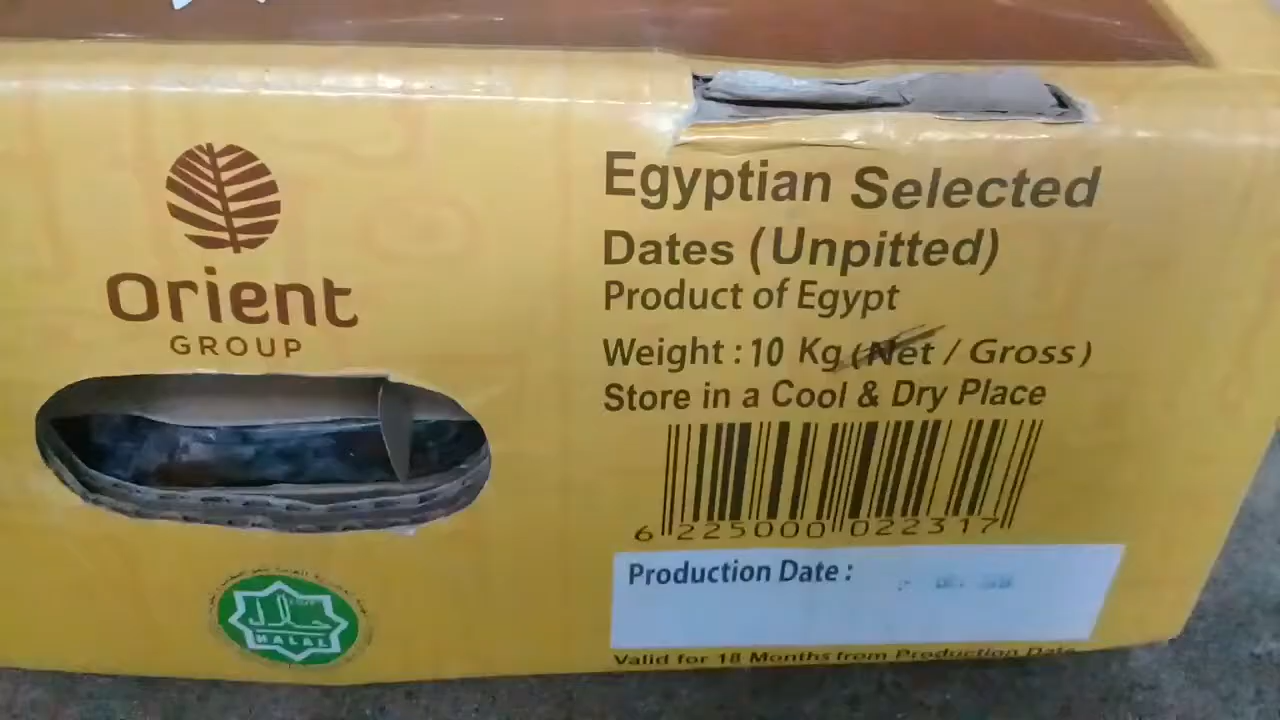 Orient
GROUP
حلال
HALAL
Egyptian Selected
Dates (Unpitted)
Product of Egypt
Weight : 10 Kg (Net / Gross)
Store in a Cool & Dry Place
6 225000 022317
Production Date :
Valid for 18 Months from Production Date